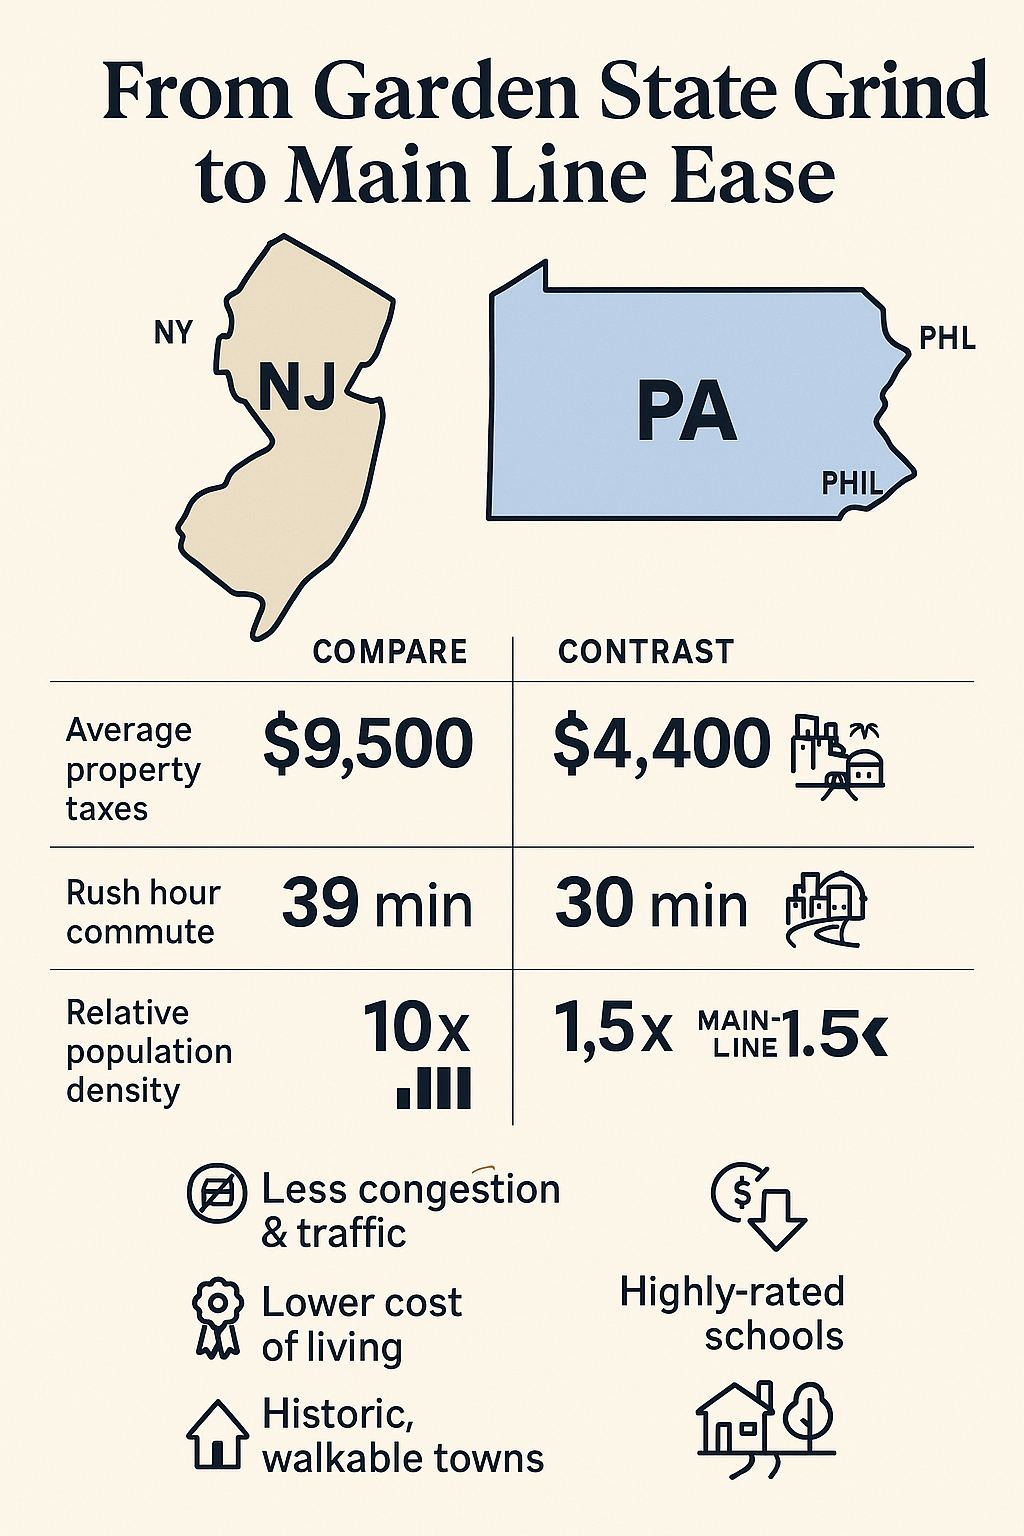 From Garden State Grind
to Main Line Ease
NY
NJ
PA
PHL
PHIL
COMPARE
CONTRAST
Average
property
taxes
$9,500
$4,400
Rush hour
commute
39 min
30 min
Relative
population
density
10x
1,5x
MAIN-
LINE
1.5‹
Less congestion
& traffic
Lower cost
of living
Highly-rated
schools
Historic,
walkable towns
$